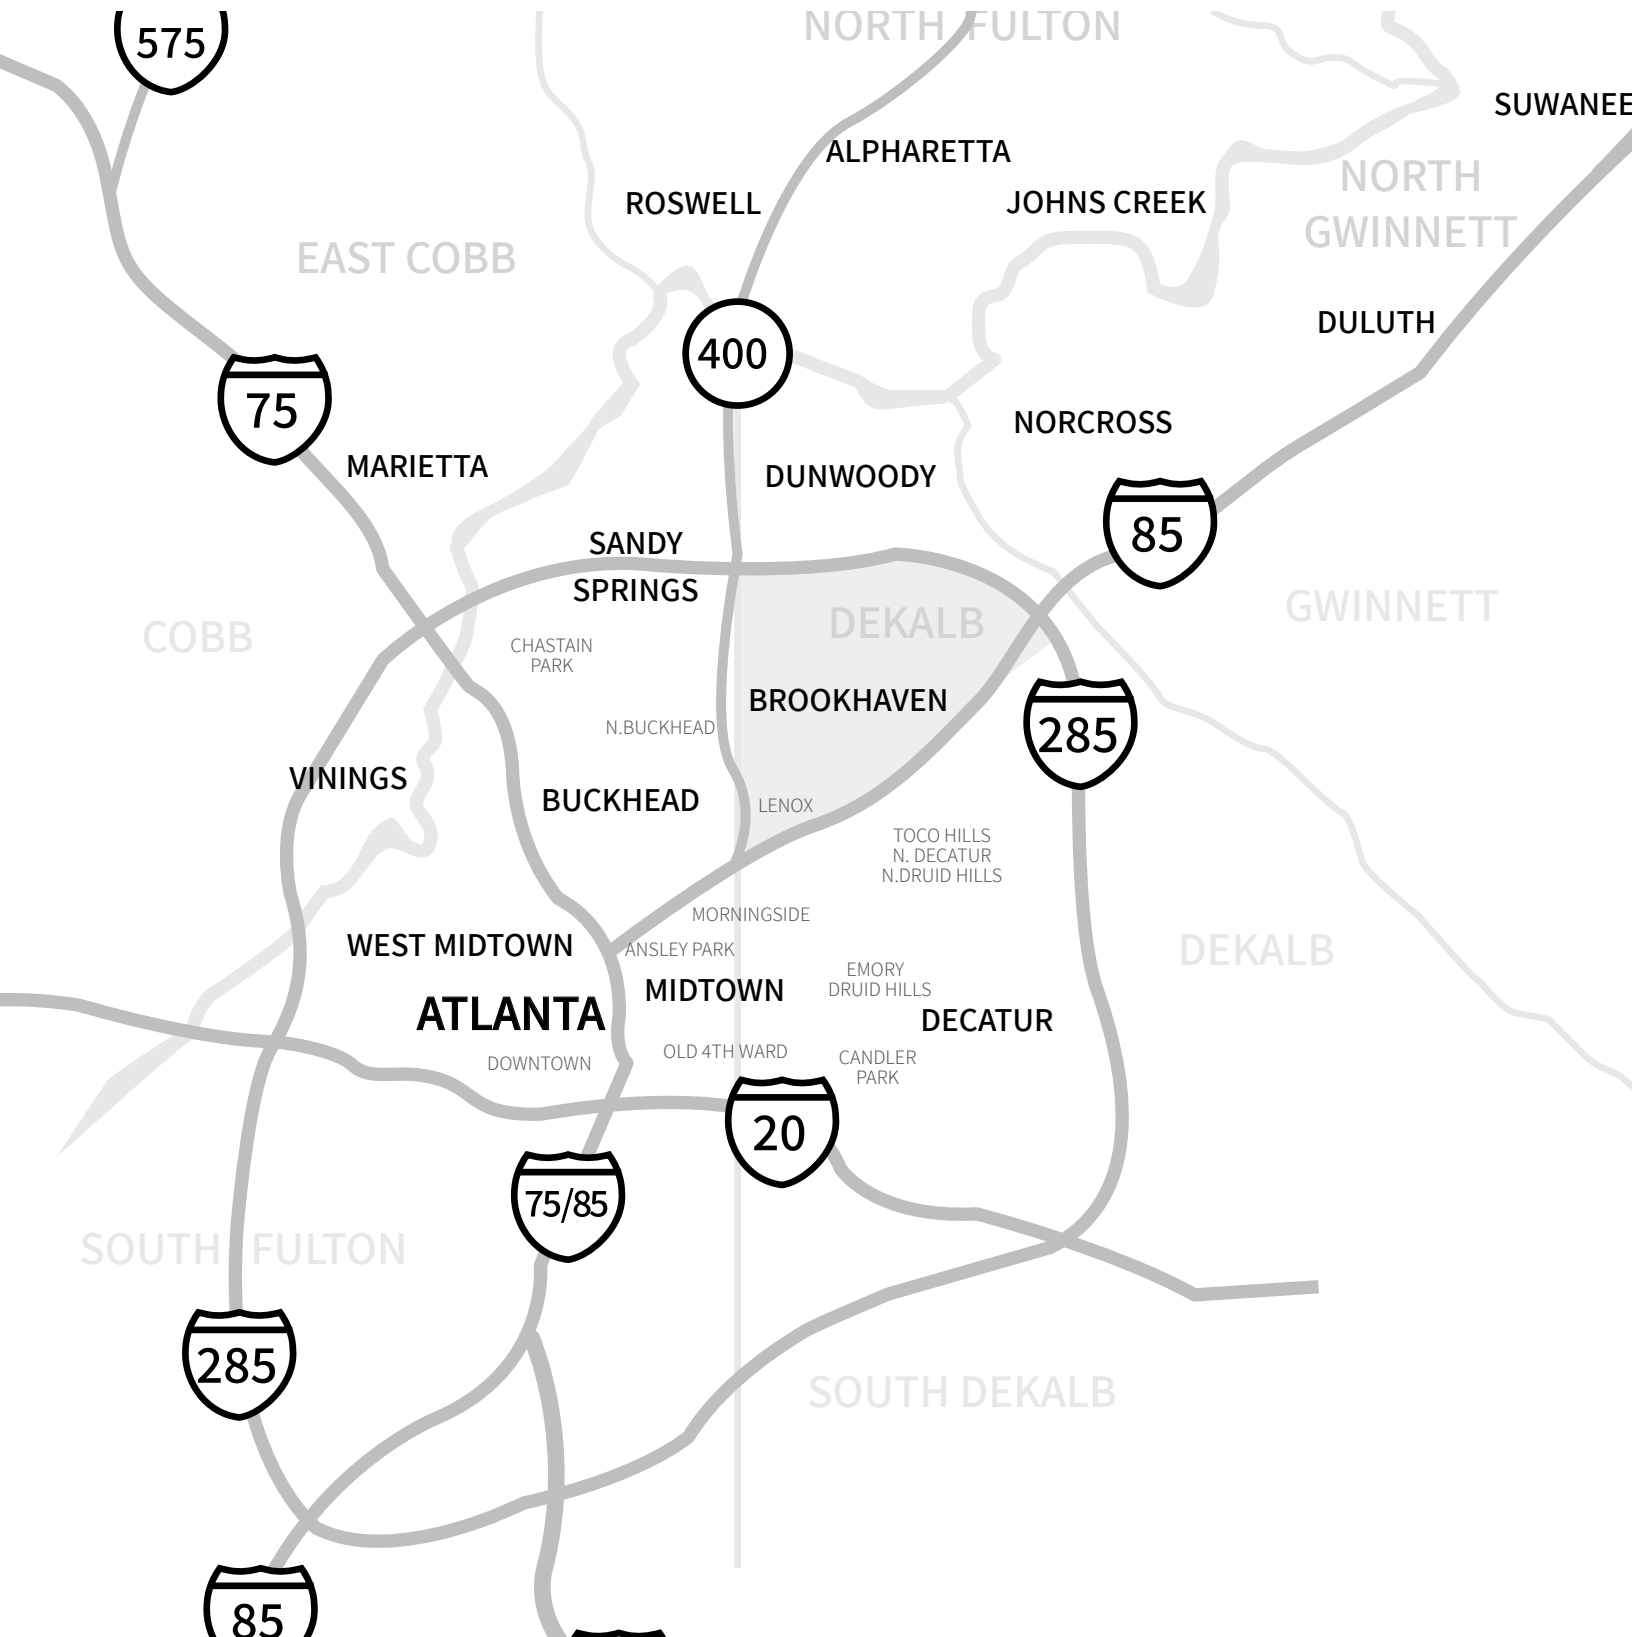 575
NORTH FULTON
SUWANEE
ALPHARETTA
NORTH
GWINNETT
ROSWELL
JOHNS CREEK
EAST COBB
DULUTH
400
75
NORCROSS
MARIETTA
DUNWOODY
85
SANDY
SPRINGS
GWINNETT
DEKALB
COBB
CHASTAIN
PARK
BROOKHAVEN
N.BUCKHEAD
285
VININGS
BUCKHEAD
LENOX
TOCO HILLS
N. DECATUR
N.DRUID HILLS
MORNINGSIDE
WEST MIDTOWN
ANSLEY PARK
DEKALB
EMORY
DRUID HILLS
MIDTOWN
ATLANTA
DECATUR
DOWNTOWN
OLD 4TH WARD
CANDLER
PARK
20
75/85
SOUTH FULTON
285
SOUTH DEKALB
85